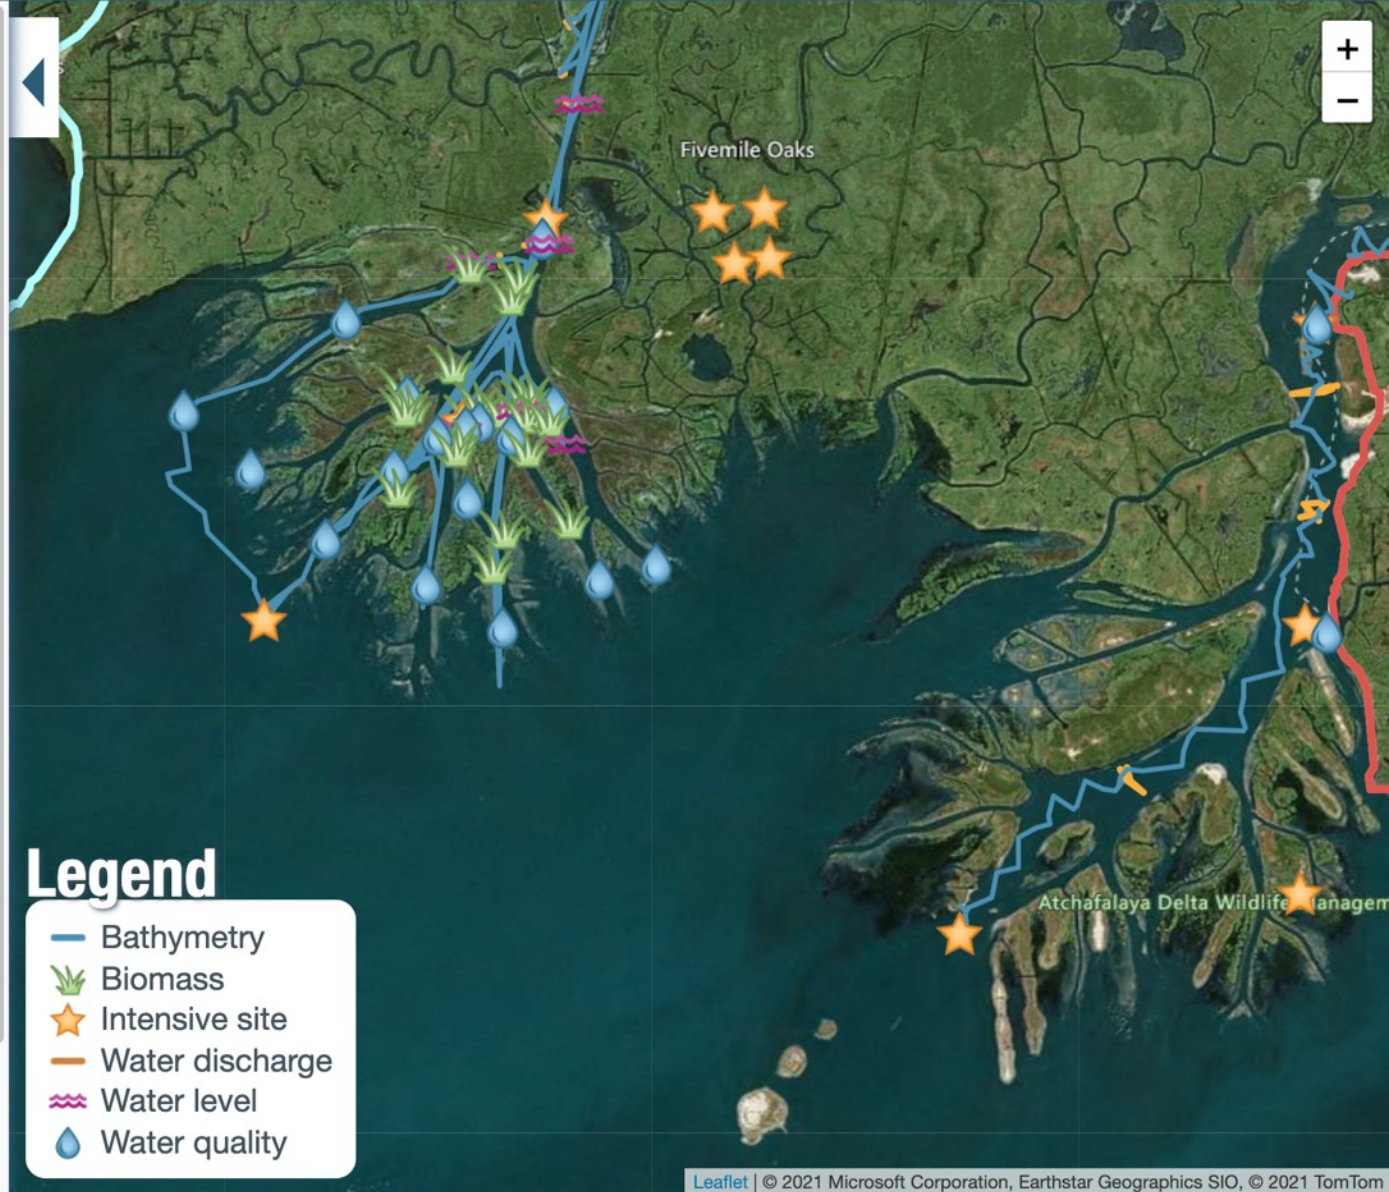 s
+
−
Fivemile Oaks
Atchafalaya Delta Wildlife anagem
Legend
Bathymetry
Biomass
Intensive site
Water discharge
Water level
Water quality
Leaflet | © 2021 Microsoft Corporation, Earthstar Geographics SIO, © 2021 TomTom